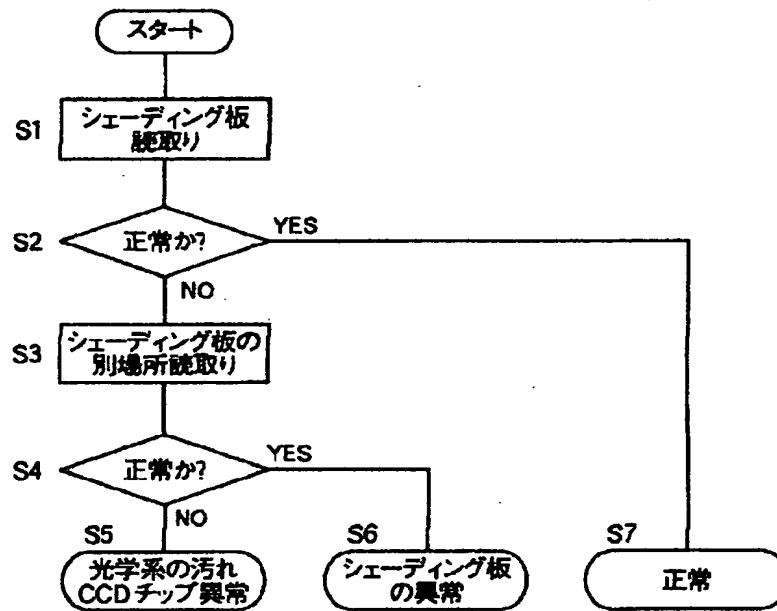 スタート
S1
シェーディング板
読取り
S2
正常か?
YES
NO
S3
シェーディング板の
別場所読取り
S4
正常か?
YES
NO
S5
光学系の汚れ
CCDチップ異常
S6
シェーディング板
の異常
S7
正常